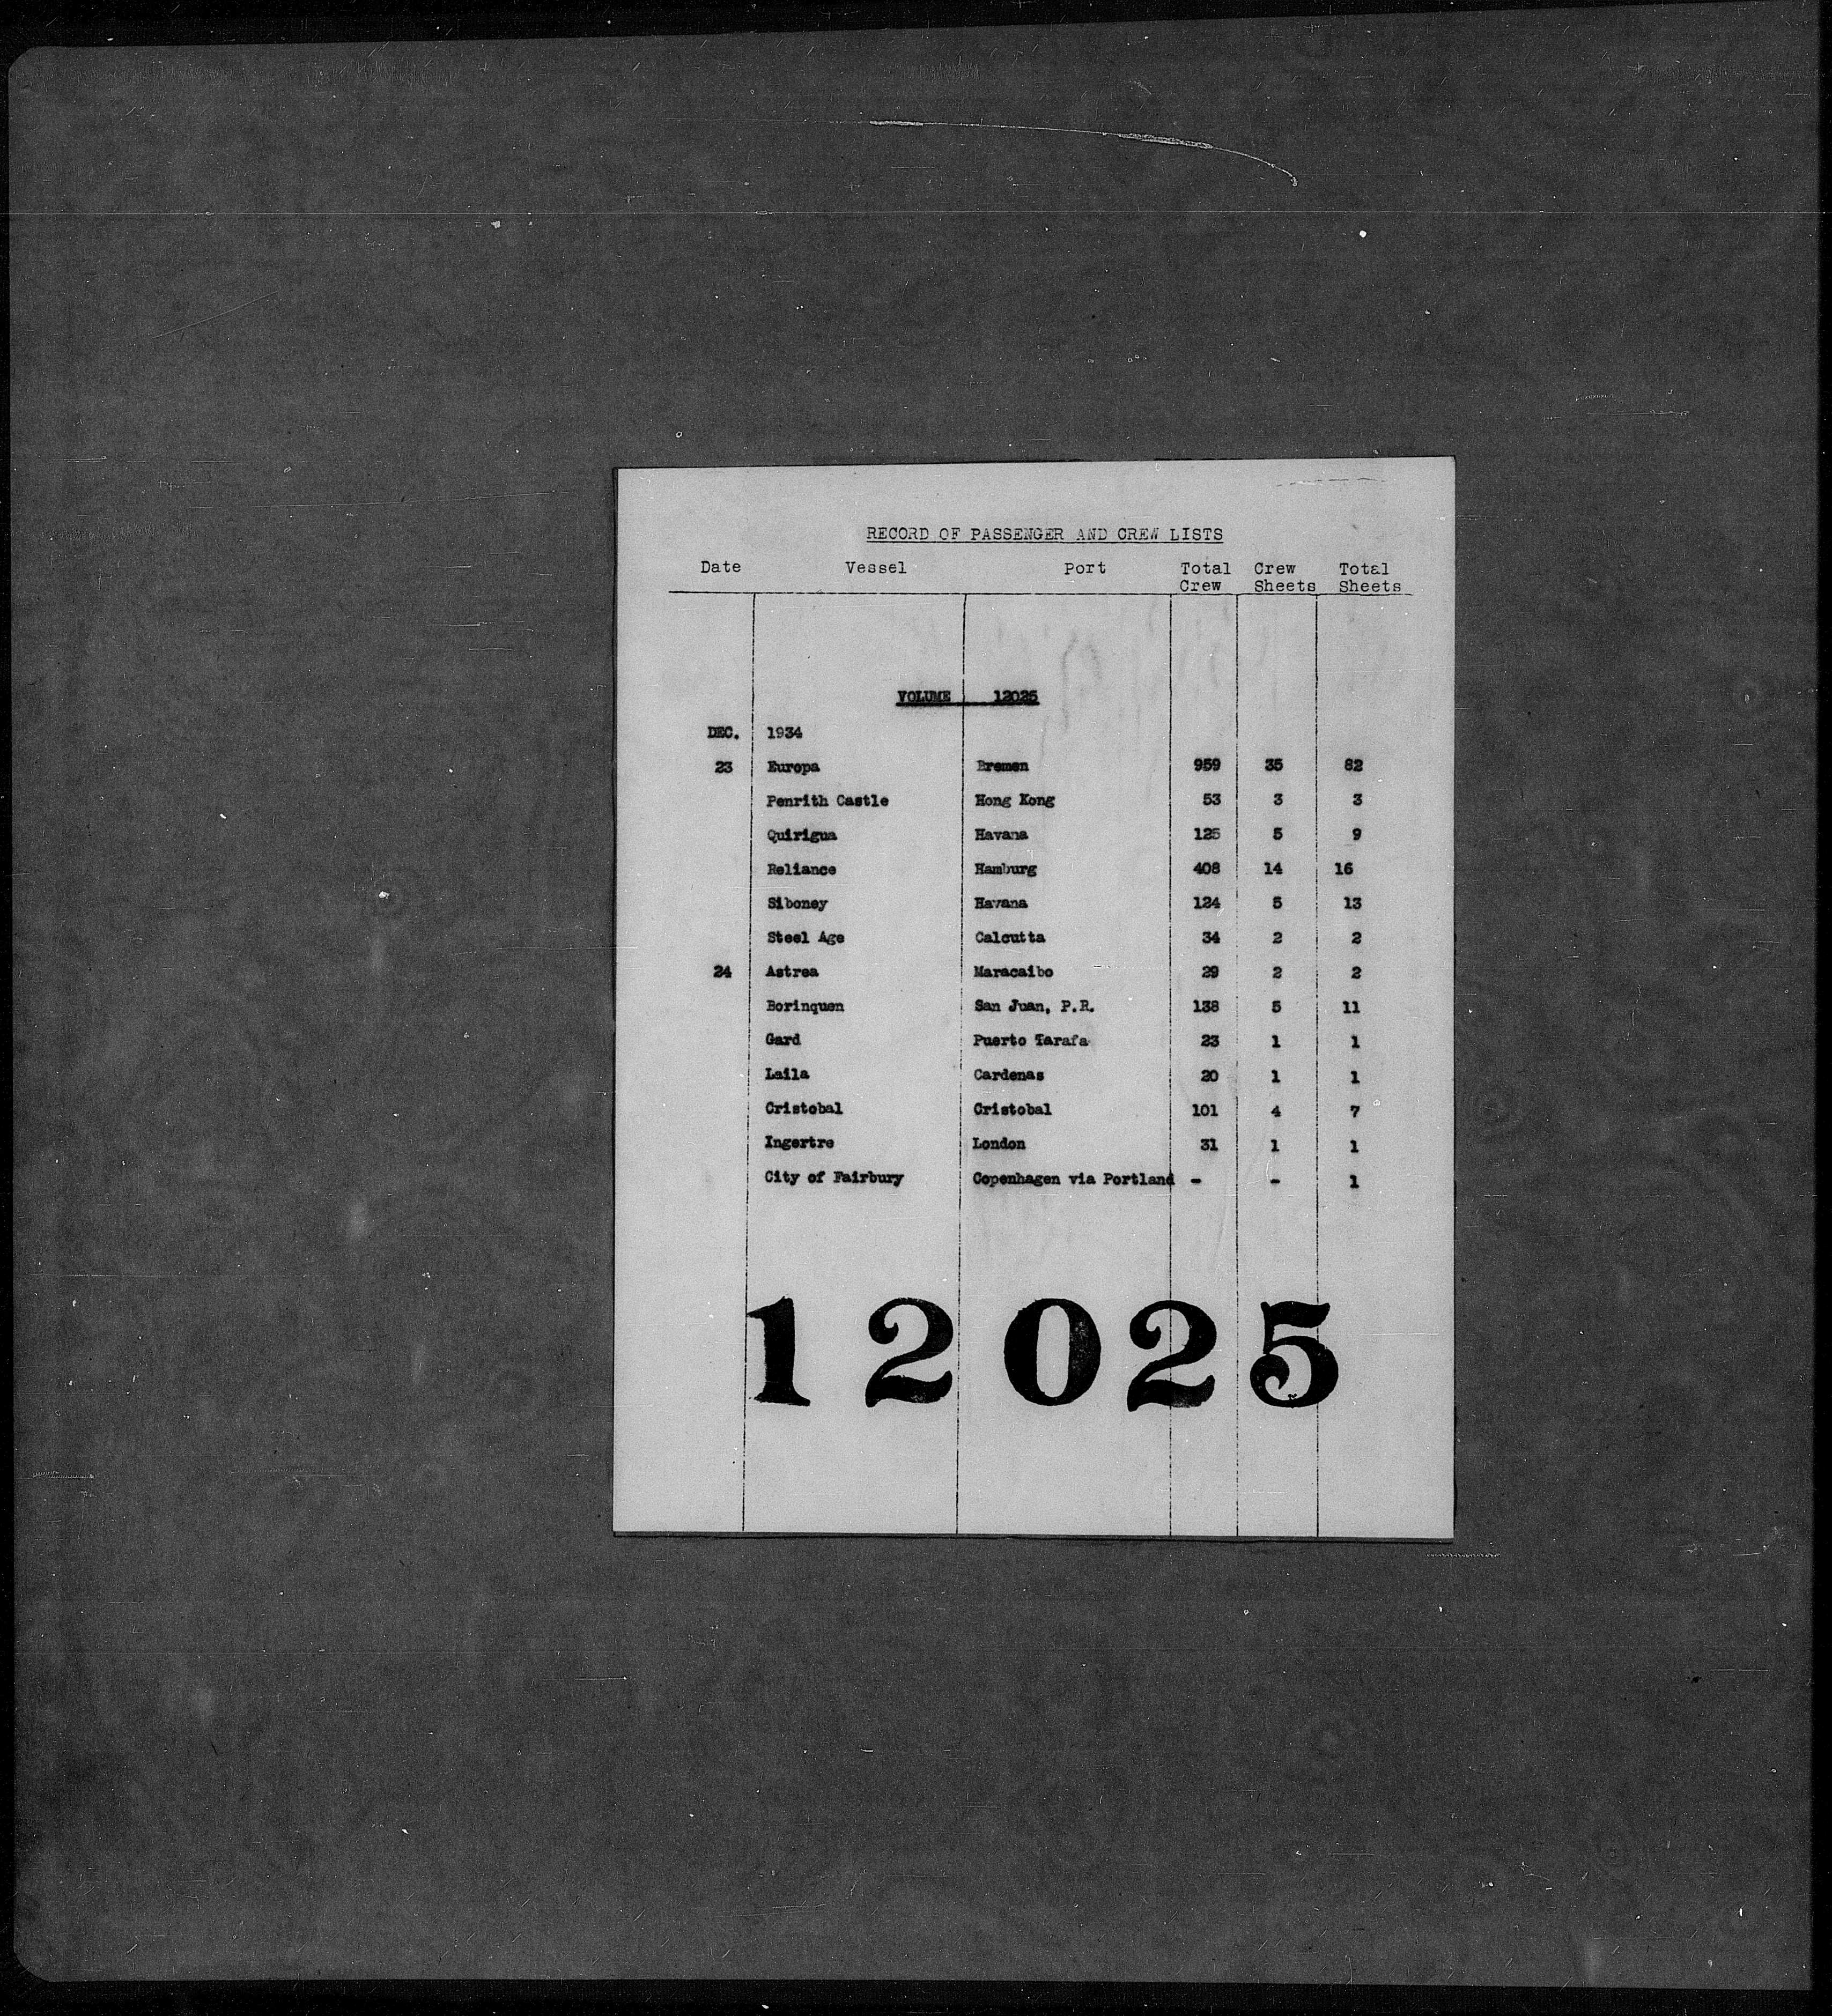 RECORD OF PASSENGER AND CREW LISTS
Date Vessel Port Total Crew Crew Sheets Total Sheets
VOLUME 12025
DEC. 1934
23 Europa Bremen 959 35 82
Penrith Castle Hong Kong 53 3 3
Quirigua Havana 125 5 9
Reliance Hamburg 408 14 16
Siboney Havana 124 5 13
Steel Age Calcutta 34 2 2
24 Astrea Maracaibo 29 2 2
Borinquen San Juan, P.R. 138 5 11
Gard Puerto Tarafa 23 1 1
Laila Cardenas 20 1 1
Cristobal Cristobal 101 4 7
Ingertre London 31 1 1
City of Fairbury Copenhagen via Portland - - 1
12025